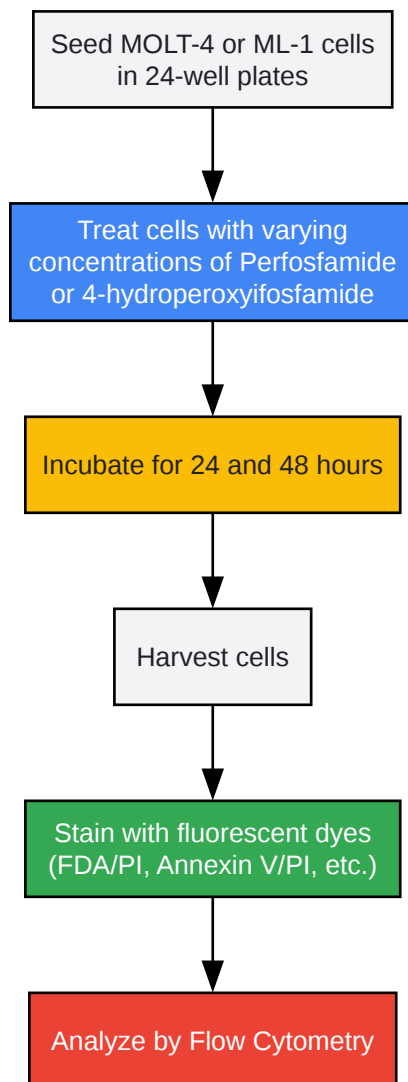 Seed MOLT-4 or ML-1 cells
in 24-well plates
Treat cells with varying
concentrations of Perfosfamide
or 4-hydroperoxyifosfamide
Incubate for 24 and 48 hours
Harvest cells
Stain with fluorescent dyes
(FDA/PI, Annexin V/PI, etc.)
Analyze by Flow Cytometry